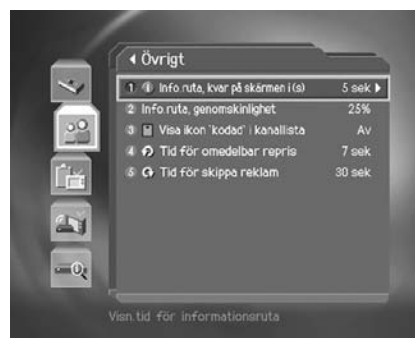 Övrigt
1 Info.ruta, kvar på skärmen i (s) 5 sek
2 Info.ruta, genomskinlighet 25%
3 Visa ikon "kodad" i kanallista Av
4 Tid för omedelbar repris 7 sek
5 Tid för skippa reklam 30 sek
Visn.tid för informationsruta